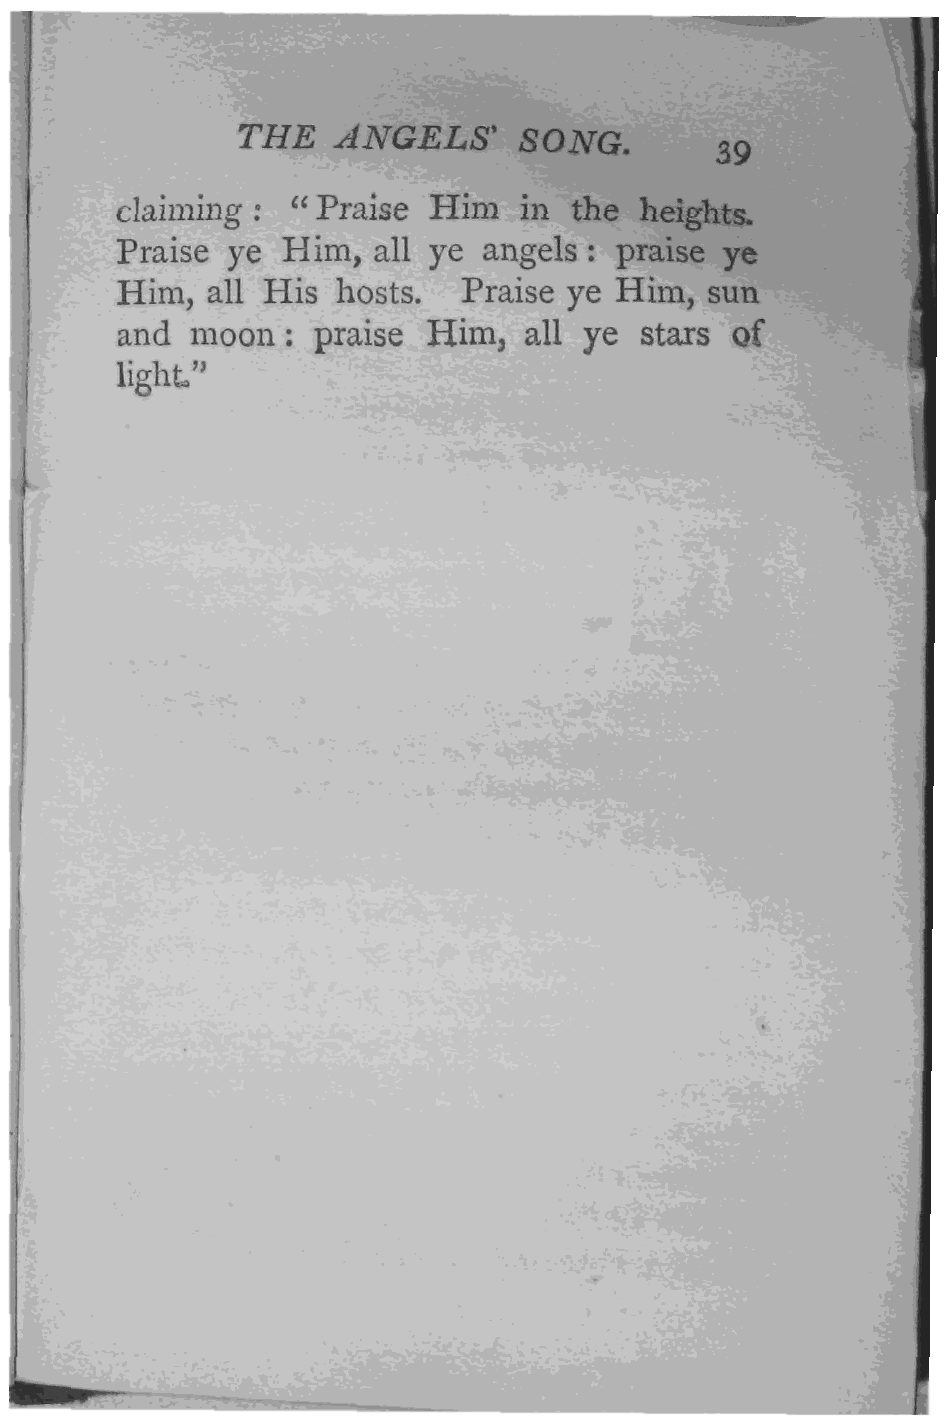 THE ANGELS' SONG. 39
claiming : "Praise Him in the heights.
Praise ye Him, all ye angels : praise ye
Him, all His hosts. Praise ye Him, sun
and moon : praise Him, all ye stars of
light."